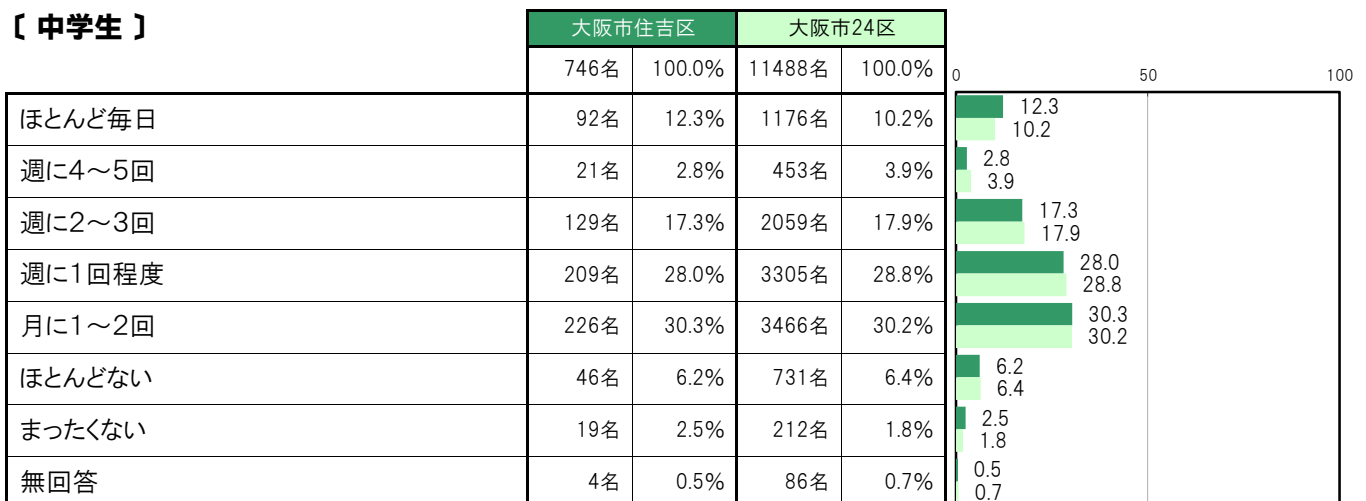 〔 中学生 〕
大阪市住吉区 大阪市24区
746名 100.0% 11488名 100.0%
0 50 100
ほとんど毎日 92名 12.3% 1176名 10.2%
12.3
10.2
週に4～5回 21名 2.8% 453名 3.9%
2.8
3.9
週に2～3回 129名 17.3% 2059名 17.9%
17.3
17.9
週に1回程度 209名 28.0% 3305名 28.8%
28.0
28.8
月に1～2回 226名 30.3% 3466名 30.2%
30.3
30.2
ほとんどない 46名 6.2% 731名 6.4%
6.2
6.4
まったくない 19名 2.5% 212名 1.8%
2.5
1.8
無回答 4名 0.5% 86名 0.7%
0.5
0.7